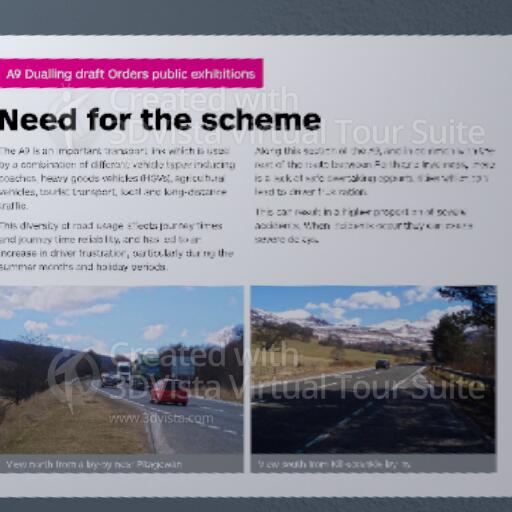 A9 Dualling draft Orders public exhibitions
Need for the scheme
The A9 is an important transport link which is used
by a combination of different vehicle types including
coaches, heavy goods vehicles (HGVs), agricultural
vehicles, tourist transport, local and long-distance
traffic.
This diversity of road usage affects journey times
and journey time reliability, and has led to an
increase in driver frustration, particularly during the
summer months and holiday periods.
Along this section of the A9, and in common with the
rest of the route between Perth and Inverness, there
is a lack of safe overtaking opportunities which can
lead to driver frustration.
This can result in a higher proportion of severe
accidents. When incidents occur they can cause
severe delays.
Created with
3DVista Virtual Tour Suite
Created with
3DVista Virtual Tour Suite
www.3dvista.com
View north from a lay-by near Pitagowan
View south from Killiecrankie lay-by